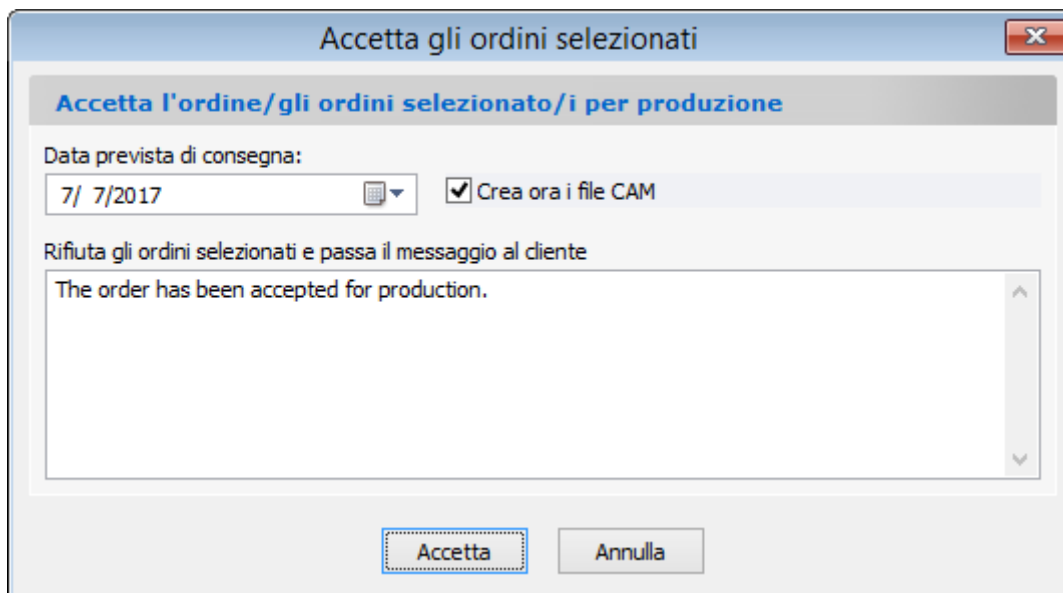 Accetta gli ordini selezionati
Accetta l'ordine/gli ordini selezionato/i per produzione
Data prevista di consegna:
7/ 7/2017 Crea ora i file CAM
Rifiuta gli ordini selezionati e passa il messaggio al cliente
The order has been accepted for production.
Accetta Annulla